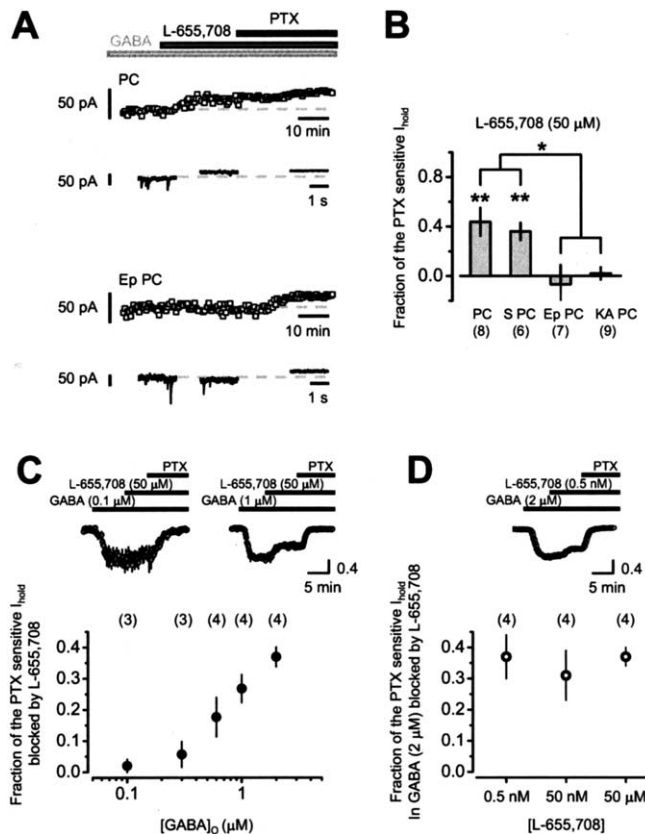 A
PTX
L-655,708
GABA
PC
50 pA
10 min
50 pA
1 s
Ep PC
50 pA
10 min
50 pA
1 s
B
L-655,708 (50 µM)
Fraction of the PTX sensitive Ihold
*
0.8
** **
0.4
0.0
PC S PC Ep PC KA PC
(8) (6) (7) (9)
C
PTX PTX
L-655,708 (50 µM) L-655,708 (50 µM)
GABA (0.1 µM) GABA (1 µM)
0.4
5 min
Fraction of the PTX sensitive Ihold
blocked by L-655,708
(3) (3) (4) (4) (4)
0.4
0.3
0.2
0.1
0.0
0.1 1
[GABA]O (µM)
D
PTX
L-655,708 (0.5 nM)
GABA (2 µM)
0.4
5 min
Fraction of the PTX sensitive Ihold
In GABA (2 µM) blocked by L-655,708
(4) (4) (4)
0.4
0.3
0.2
0.1
0.0
0.5 nM 50 nM 50 µM
[L-655,708]